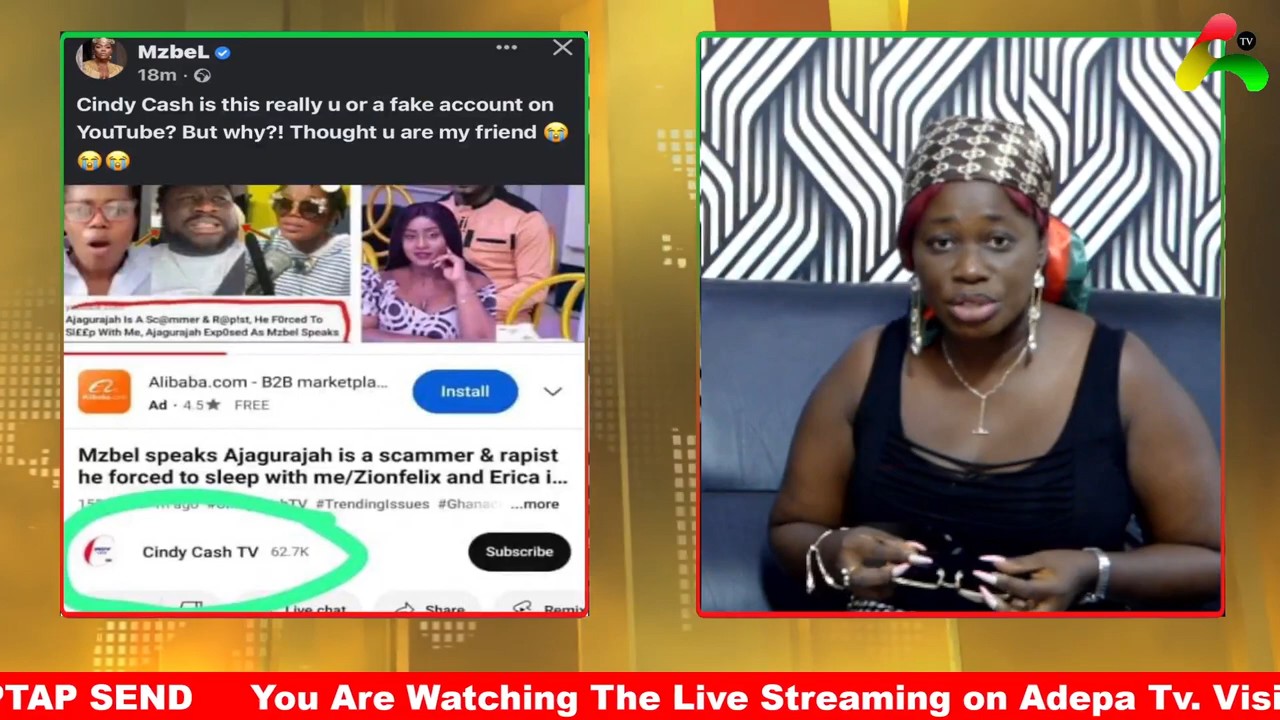 MzbeL
18m
Cindy Cash is this really u or a fake account on
YouTube? But why?! Thought u are my friend 😭
😭😭
Ajagurajah Is A Sc@mmer & R@p!st, He F0rced To
Sl££p With Me, Ajagurajah Exp0sed As Mzbel Speaks
Alibaba.com - B2B marketpla...
Ad · 4.5★ FREE
Install
Mzbel speaks Ajagurajah is a scammer & rapist
he forced to sleep with me/Zionfelix and Erica i...
#TrendingIssues #Ghana ...more
Cindy Cash TV 62.7K
Subscribe
Live chat
Share
Remix
TV
PTAP SEND You Are Watching The Live Streaming on Adepa Tv. Visi